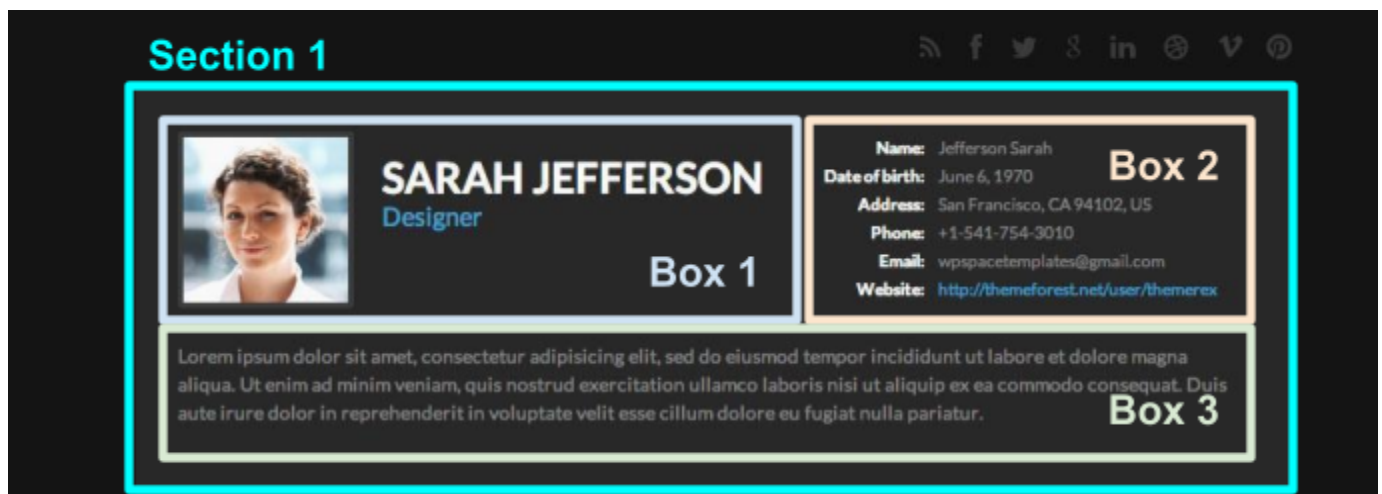 Section 1
SARAH JEFFERSON
Designer
Box 1
Name: Jefferson Sarah
Date of birth: June 6, 1970
Address: San Francisco, CA 94102, US
Phone: +1-541-754-3010
Email: wpspacetemplates@gmail.com
Website: http://themeforest.net/user/themerex
Box 2
Lorem ipsum dolor sit amet, consectetur adipisicing elit, sed do eiusmod tempor incididunt ut labore et dolore magna
aliqua. Ut enim ad minim veniam, quis nostrud exercitation ullamco laboris nisi ut aliquip ex ea commodo consequat. Duis
aute irure dolor in reprehenderit in voluptate velit esse cillum dolore eu fugiat nulla pariatur.
Box 3